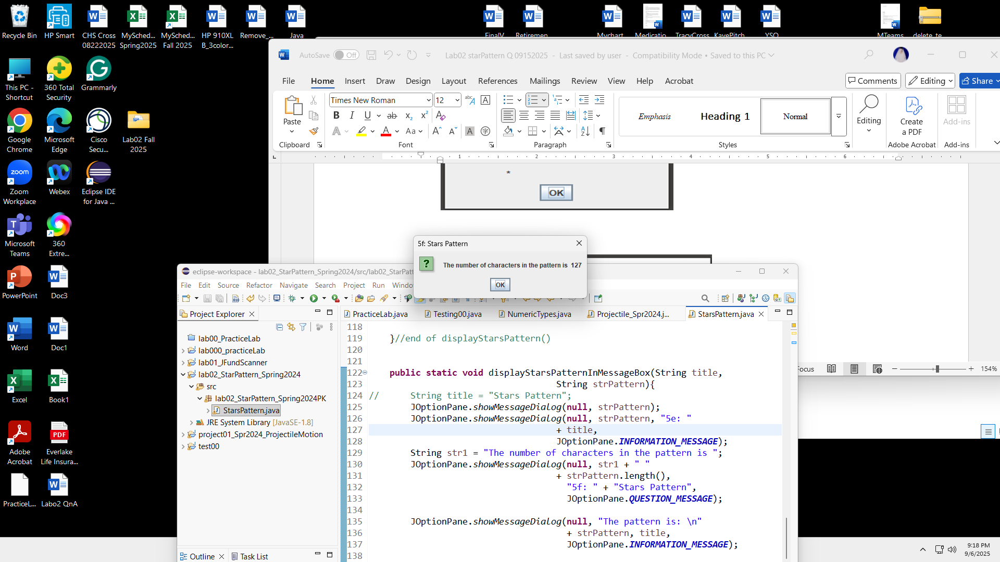 Recycle Bin
HP Smart
CHS Cross 08222025
MySched... Spring2025
MySched... Fall 2025
HP 910XL B_3color...
Remove_...
Java
FinalV
Retiremen
Mychart
Medicatio
TracyCross
KayePitch
YSQ
MTeams
delete_te
This PC - Shortcut
360 Total Security
Grammarly
Google Chrome
Microsoft Edge
Cisco Secu...
Lab02 Fall 2025
zoom
Zoom Workplace
Webex
Eclipse IDE for Java ...
Microsoft Teams
360 Extre...
PowerPoint
Doc3
Word
Doc1
Excel
Book1
Adobe Acrobat
PDF
Everlake Life Insura...
PracticeL...
Labo2 QnA
AutoSave Off
Lab02 starPattern Q 09152025 - Last saved by user - Compatibility Mode • Saved to this PC
File Home Insert Draw Design Layout References Mailings Review View Help Acrobat
Comments Editing Share
Paste
Times New Roman 12
B I U ab x₂ x² A
A Aa A A A
Emphasis Heading 1 Normal
Editing
Create a PDF
Add-ins
Clipboard Font Paragraph Styles Adobe Acrobat Add-ins
1 2 3 4 5 6
*
OK
5f: Stars Pattern
The number of characters in the pattern is 127
OK
Focus 154%
eclipse-workspace - lab02_StarPattern_Spring2024/src/lab02_StarPatt
File Edit Source Refactor Navigate Search Project Run Windo
Project Explorer
lab00_PracticeLab
lab000_practiceLab
lab01_JFundScanner
lab02_StarPattern_Spring2024
src
lab02_StarPattern_Spring2024PK
StarsPattern.java
JRE System Library [JavaSE-1.8]
project01_Spr2024_ProjectileMotion
test00
Outline Task List
PracticeLab.java Testing00.java NumericTypes.java Projectile_Spr2024.j... StarsPattern.java
118
119 }//end of displayStarsPattern()
120
121
122 public static void displayStarsPatternInMessageBox(String title,
123 String strPattern){
124 // String title = "Stars Pattern";
125 JOptionPane.showMessageDialog(null, strPattern);
126 JOptionPane.showMessageDialog(null, strPattern, "5e: "
127 + title,
128 JOptionPane.INFORMATION_MESSAGE);
129 String str1 = "The number of characters in the pattern is ";
130 JOptionPane.showMessageDialog(null, str1 + " "
131 + strPattern.length(),
132 "5f: " + "Stars Pattern",
133 JOptionPane.QUESTION_MESSAGE);
134
135 JOptionPane.showMessageDialog(null, "The pattern is: \n"
136 + strPattern, title,
137 JOptionPane.INFORMATION_MESSAGE);
138
9:18 PM
9/6/2025